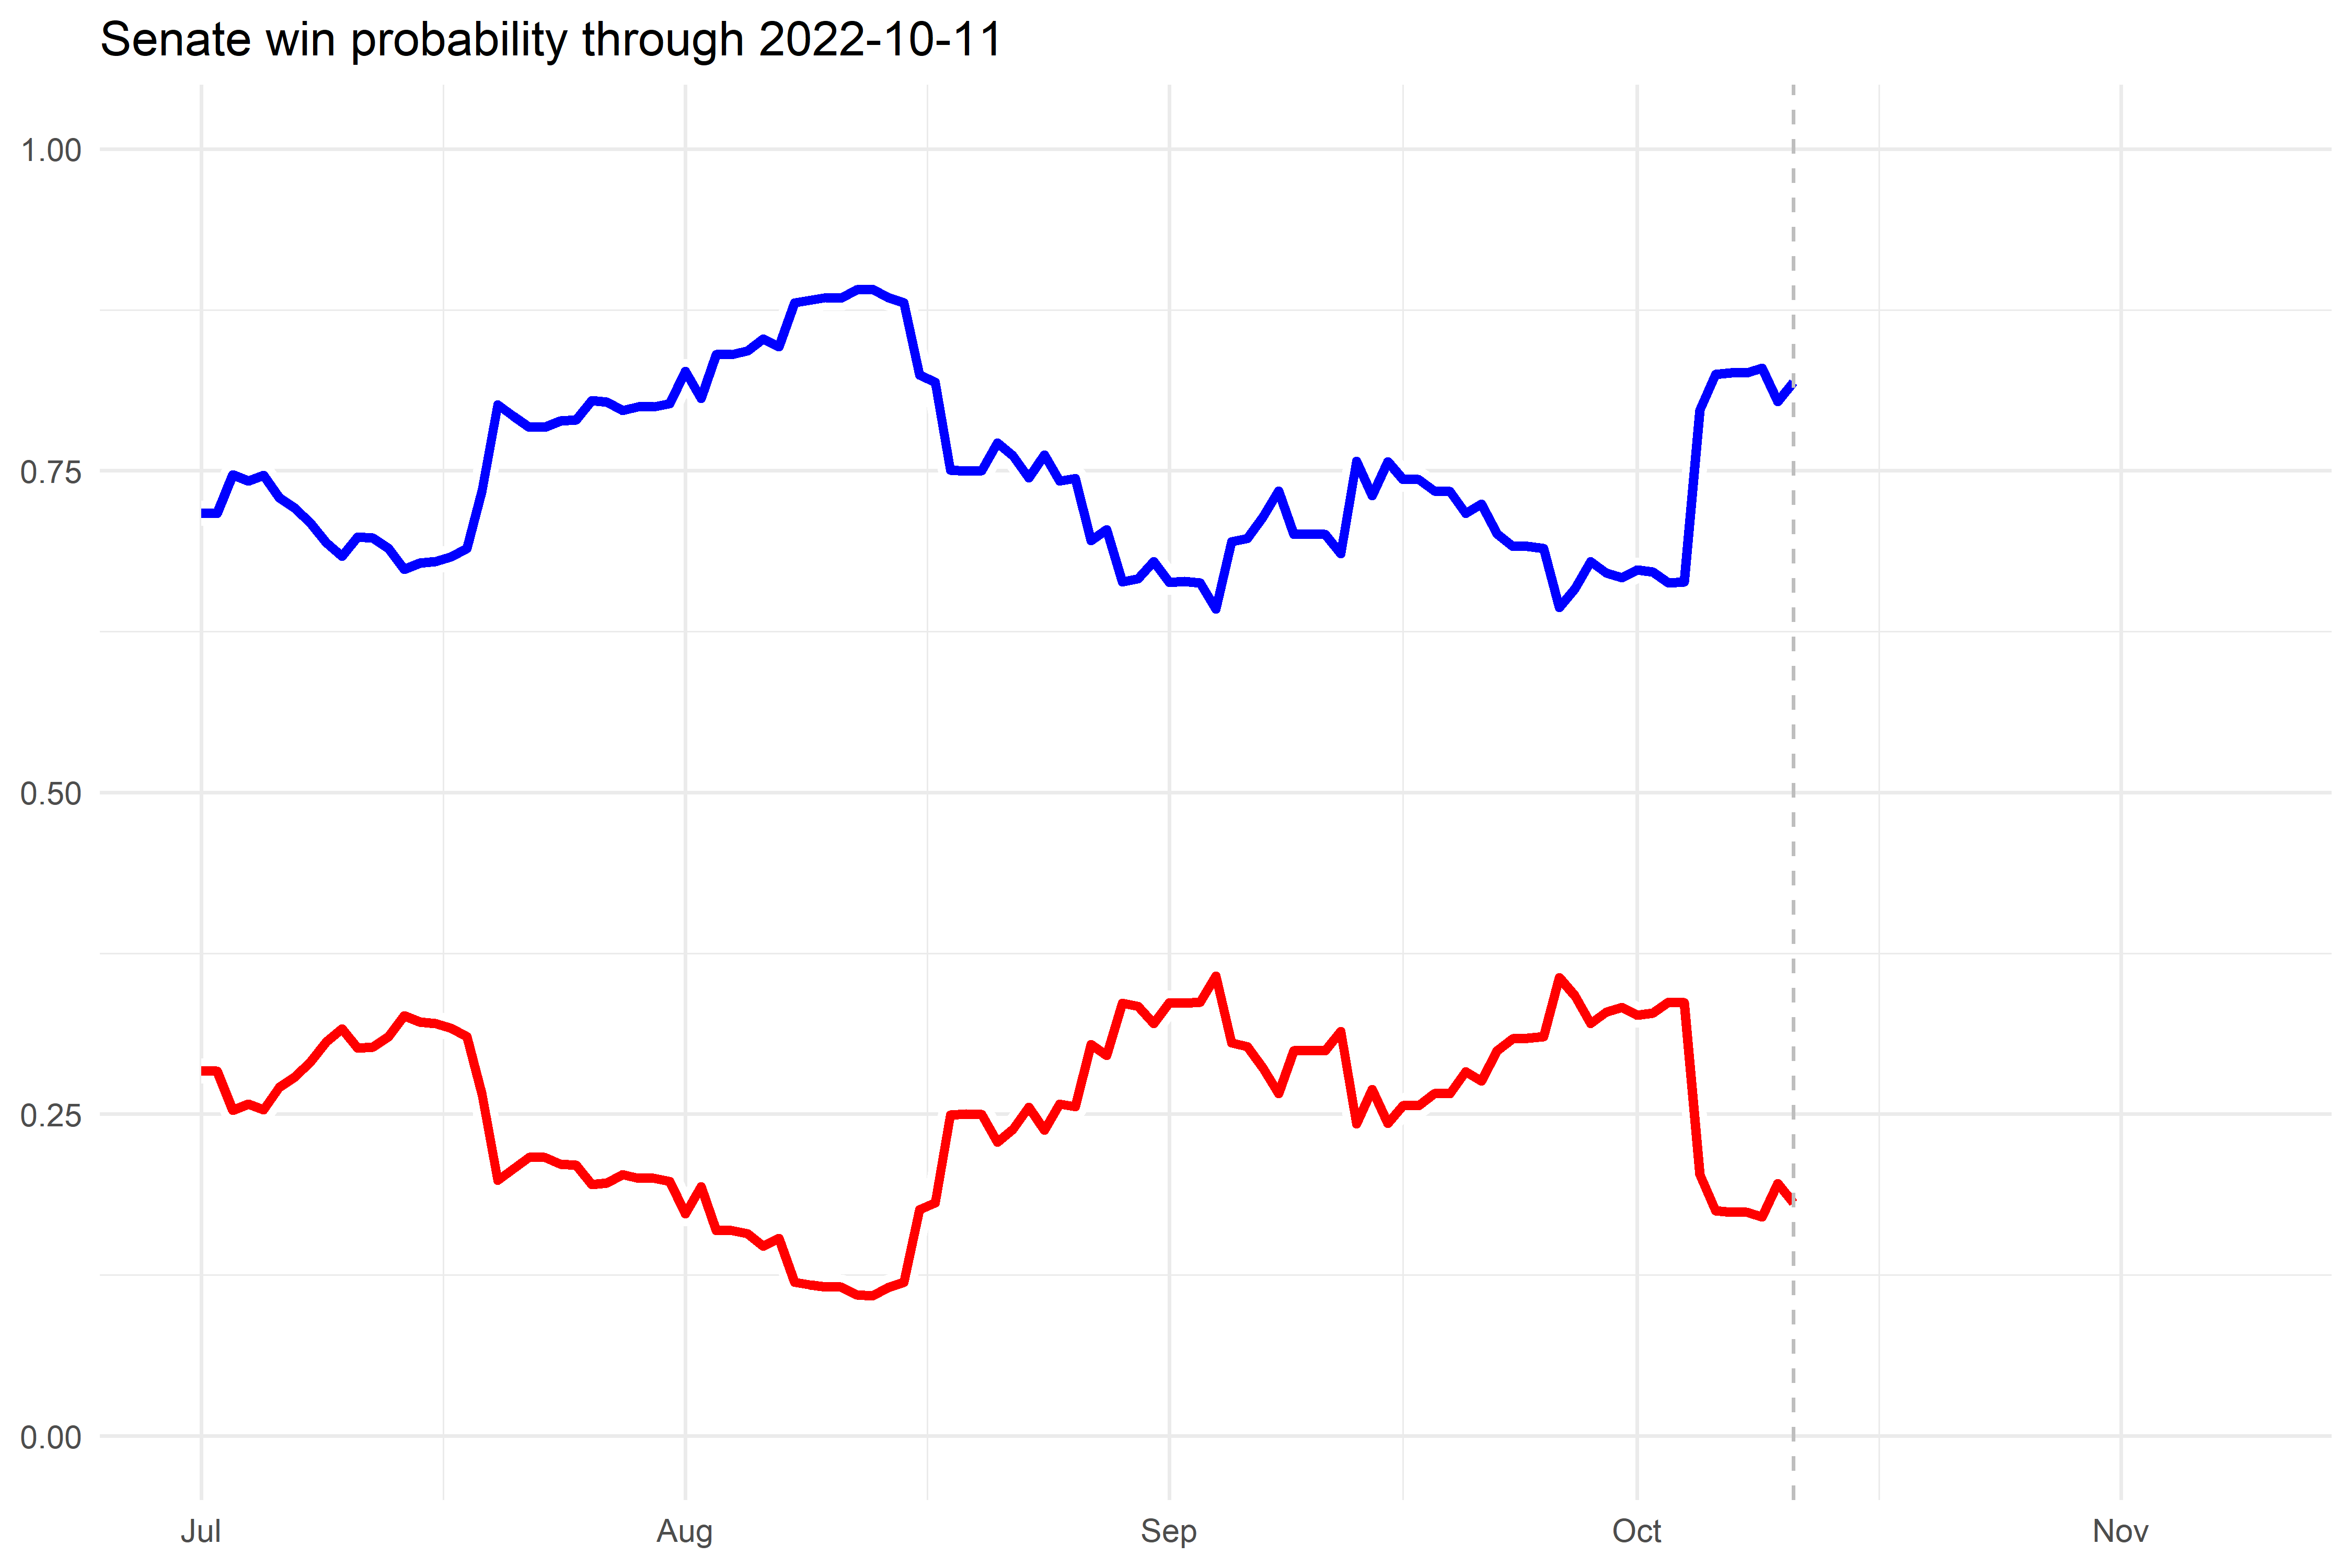 Senate win probability through 2022-10-11
1.00
0.75
0.50
0.25
0.00
Jul Aug Sep Oct Nov